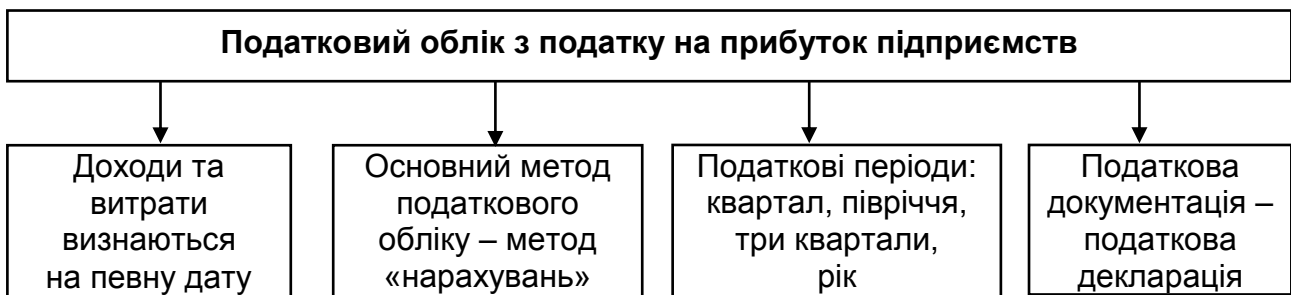 Податковий облік з податку на прибуток підприємств
Доходи та
витрати
визнаються
на певну дату
Основний метод
податкового
обліку – метод
«нарахувань»
Податкові періоди:
квартал, півріччя,
три квартали,
рік
Податкова
документація –
податкова
декларація